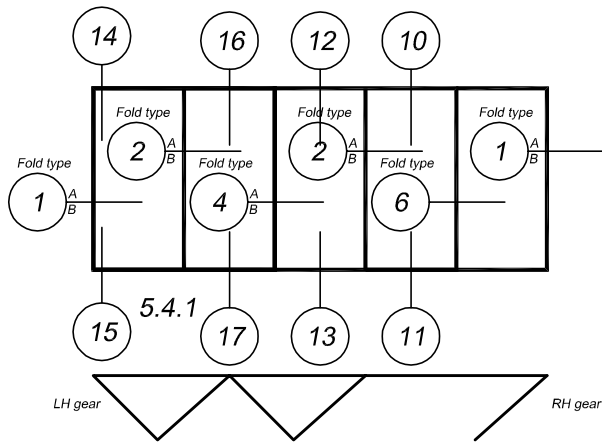 14
16
12
10
Fold type
Fold type
Fold type
2
A
B
2
A
B
1
Fold type
Fold type
Fold type
1
A
B
4
A
B
6
5.4.1
15
17
13
11
LH gear
RH gear